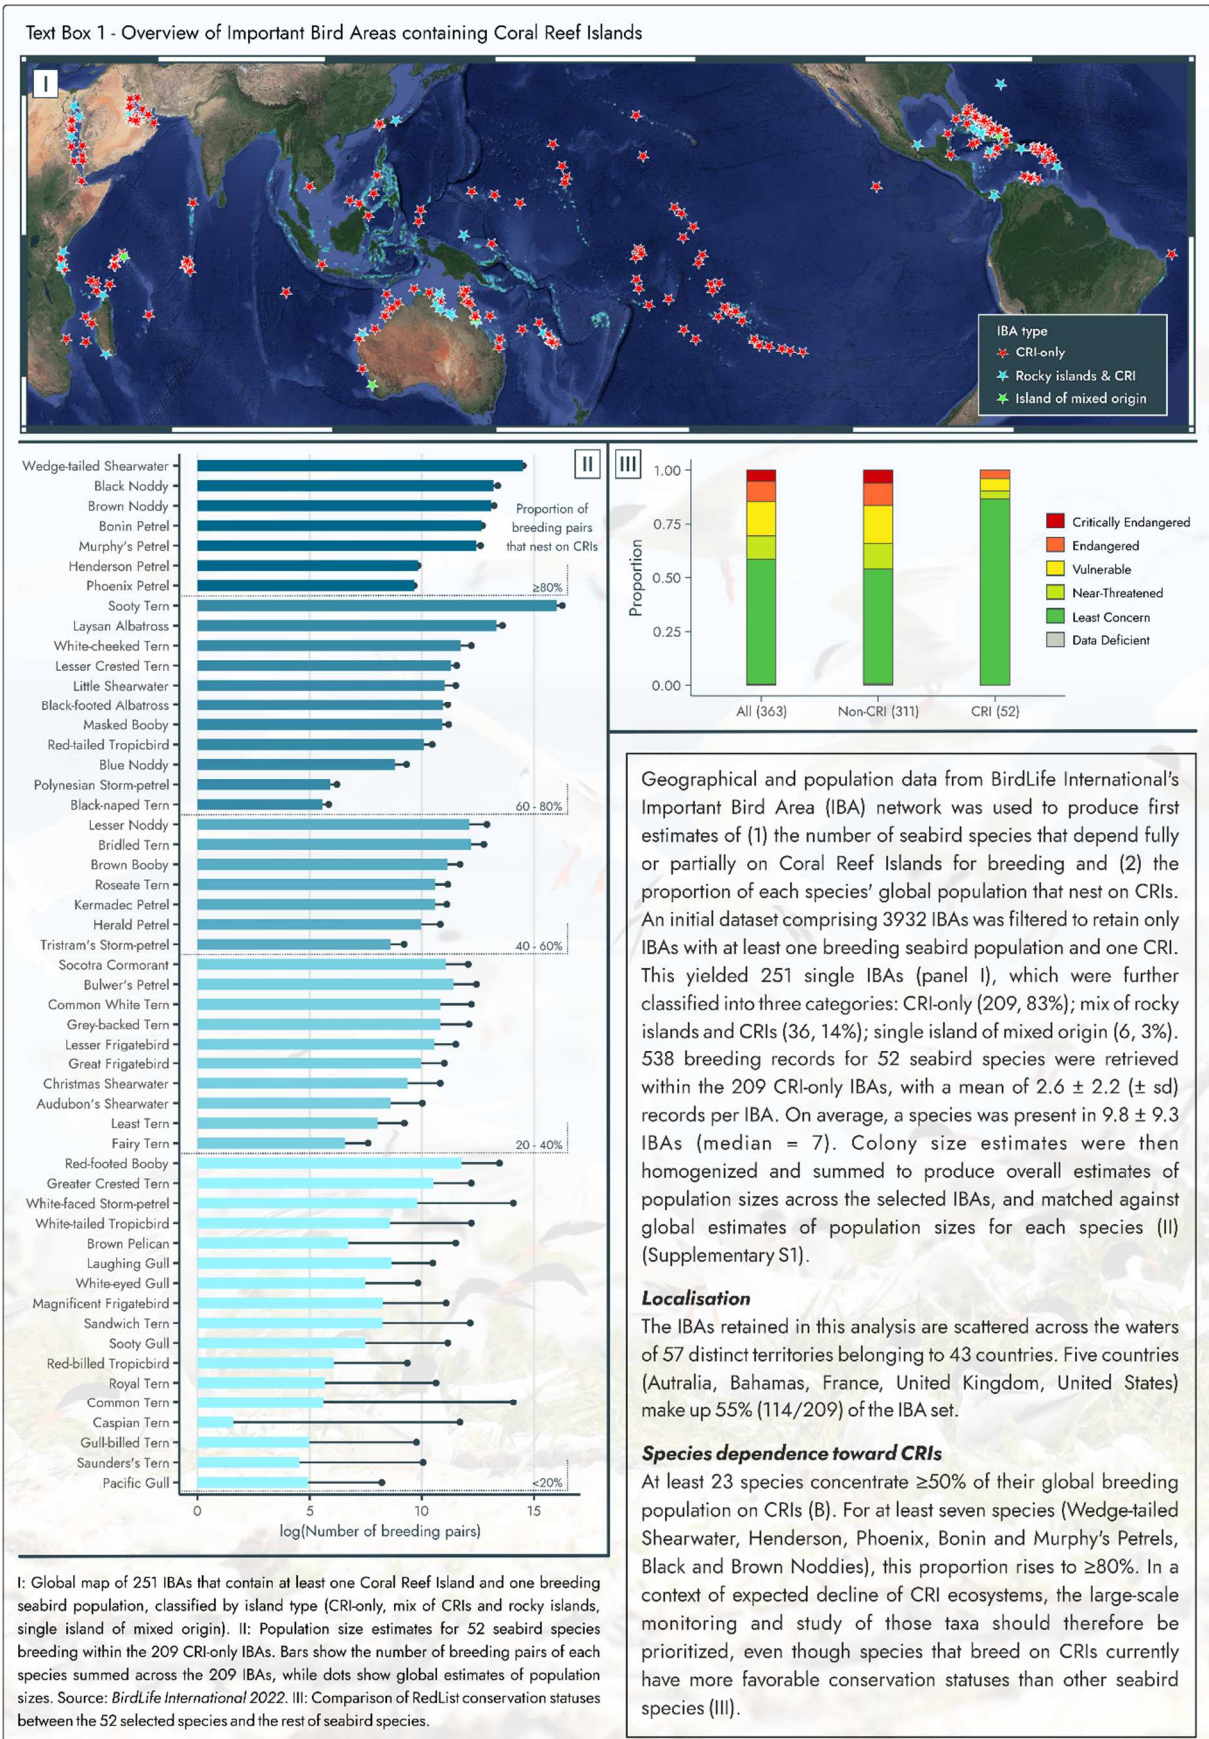 Text Box 1 - Overview of Important Bird Areas containing Coral Reef Islands
I
IBA type
CRI-only
Rocky islands & CRI
Island of mixed origin
II
Wedge-tailed Shearwater
Black Noddy
Brown Noddy
Bonin Petrel
Murphy's Petrel
Henderson Petrel
Phoenix Petrel
Sooty Tern
Laysan Albatross
White-cheeked Tern
Lesser Crested Tern
Little Shearwater
Black-footed Albatross
Masked Booby
Red-tailed Tropicbird
Blue Noddy
Polynesian Storm-petrel
Black-naped Tern
Lesser Noddy
Bridled Tern
Brown Booby
Roseate Tern
Kermadec Petrel
Herald Petrel
Tristram's Storm-petrel
Socotra Cormorant
Bulwer's Petrel
Common White Tern
Grey-backed Tern
Lesser Frigatebird
Great Frigatebird
Christmas Shearwater
Audubon's Shearwater
Least Tern
Fairy Tern
Red-footed Booby
Greater Crested Tern
White-faced Storm-petrel
White-tailed Tropicbird
Brown Pelican
Laughing Gull
White-eyed Gull
Magnificent Frigatebird
Sandwich Tern
Sooty Gull
Red-billed Tropicbird
Royal Tern
Common Tern
Caspian Tern
Gull-billed Tern
Saunders's Tern
Pacific Gull
Proportion of
breeding pairs
that nest on CRIs
≥80%
60 - 80%
40 - 60%
20 - 40%
<20%
0 5 10 15
log(Number of breeding pairs)
III
Proportion
1.00
0.75
0.50
0.25
0.00
All (363) Non-CRI (311) CRI (52)
Critically Endangered
Endangered
Vulnerable
Near-Threatened
Least Concern
Data Deficient
Geographical and population data from BirdLife International's
Important Bird Area (IBA) network was used to produce first
estimates of (1) the number of seabird species that depend fully
or partially on Coral Reef Islands for breeding and (2) the
proportion of each species' global population that nest on CRIs.
An initial dataset comprising 3932 IBAs was filtered to retain only
IBAs with at least one breeding seabird population and one CRI.
This yielded 251 single IBAs (panel I), which were further
classified into three categories: CRI-only (209, 83%); mix of rocky
islands and CRIs (36, 14%); single island of mixed origin (6, 3%).
538 breeding records for 52 seabird species were retrieved
within the 209 CRI-only IBAs, with a mean of 2.6 ± 2.2 (± sd)
records per IBA. On average, a species was present in 9.8 ± 9.3
IBAs (median = 7). Colony size estimates were then
homogenized and summed to produce overall estimates of
population sizes across the selected IBAs, and matched against
global estimates of population sizes for each species (II)
(Supplementary S1).
Localisation
The IBAs retained in this analysis are scattered across the waters
of 57 distinct territories belonging to 43 countries. Five countries
(Autralia, Bahamas, France, United Kingdom, United States)
make up 55% (114/209) of the IBA set.
Species dependence toward CRIs
At least 23 species concentrate ≥50% of their global breeding
population on CRIs (B). For at least seven species (Wedge-tailed
Shearwater, Henderson, Phoenix, Bonin and Murphy's Petrels,
Black and Brown Noddies), this proportion rises to ≥80%. In a
context of expected decline of CRI ecosystems, the large-scale
monitoring and study of those taxa should therefore be
prioritized, even though species that breed on CRIs currently
have more favorable conservation statuses than other seabird
species (III).
I: Global map of 251 IBAs that contain at least one Coral Reef Island and one breeding
seabird population, classified by island type (CRI-only, mix of CRIs and rocky islands,
single island of mixed origin). II: Population size estimates for 52 seabird species
breeding within the 209 CRI-only IBAs. Bars show the number of breeding pairs of each
species summed across the 209 IBAs, while dots show global estimates of population
sizes. Source: BirdLife International 2022. III: Comparison of RedList conservation statuses
between the 52 selected species and the rest of seabird species.